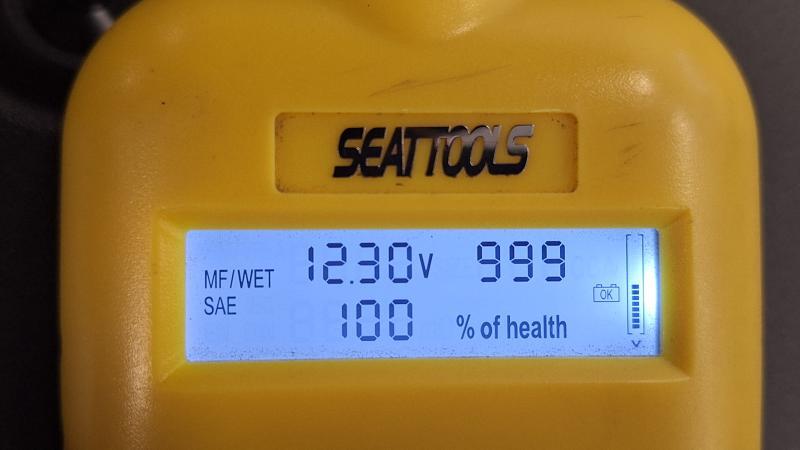 SEATTOOLS
MF/WET 12.30V 999
SAE 100 % of health
OK